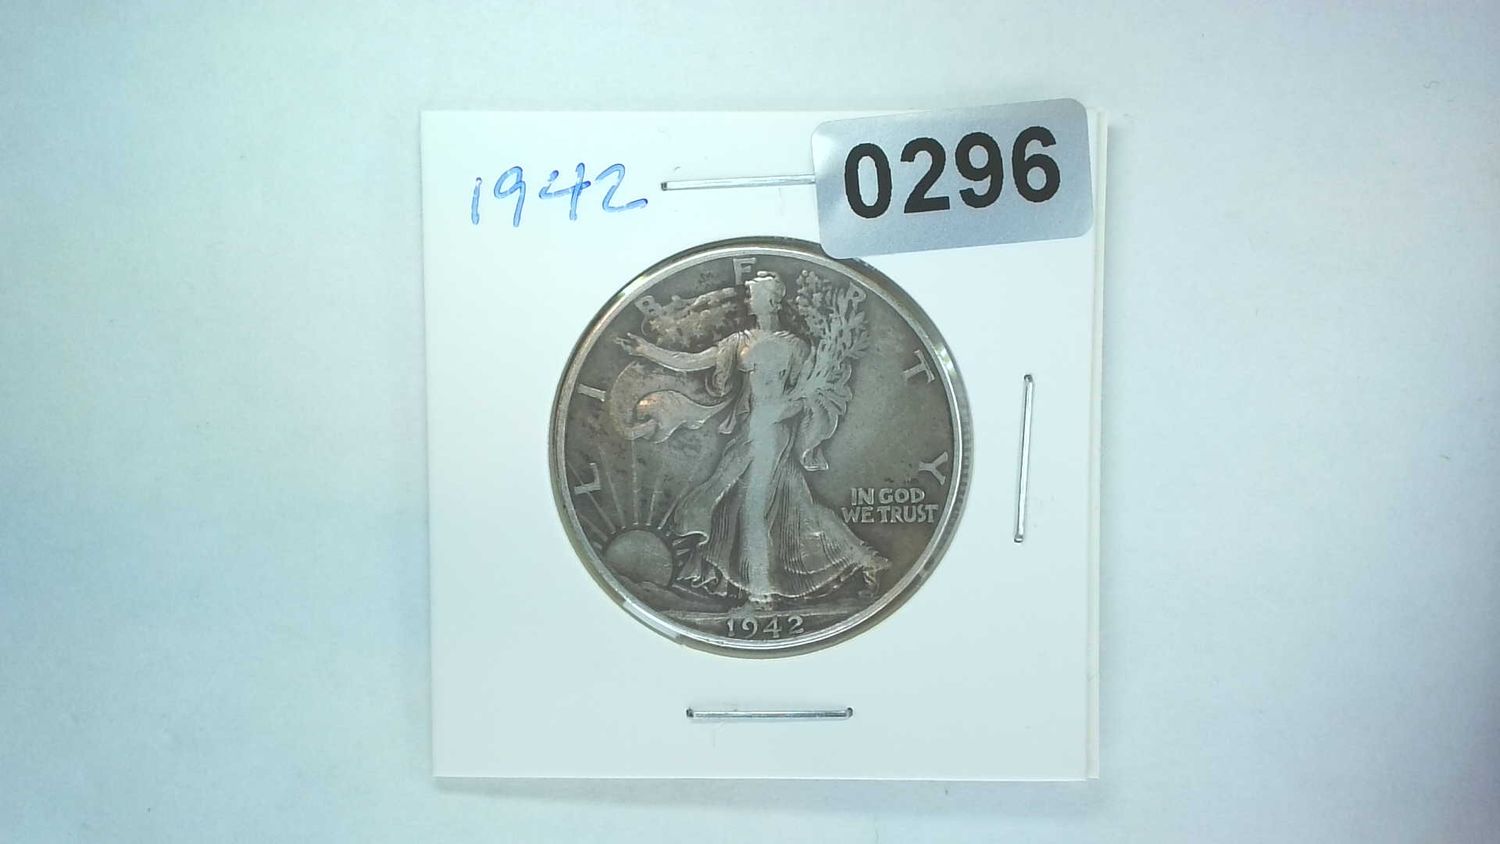 1942
0296
LIBERTY
IN GOD
WE TRUST
1942